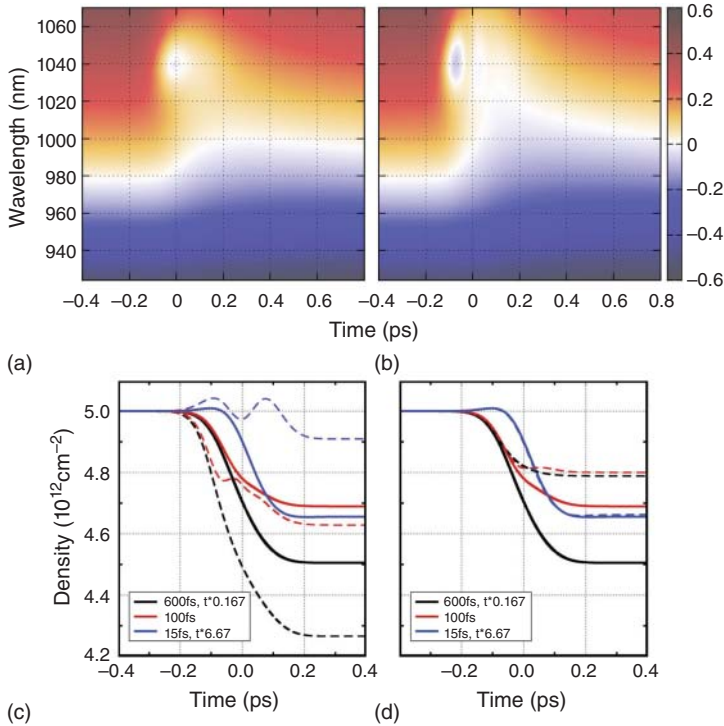 1060
1040
1020
1000
980
960
940
Wavelength (nm)
−0.4 −0.2 0 0.2 0.4 0.6
−0.4 −0.2 0 0.2 0.4 0.6 0.8
0.6
0.4
0.2
0
−0.2
−0.4
−0.6
Time (ps)
(a)
(b)
5.0
4.8
4.6
4.4
4.2
Density (10¹²cm⁻²)
600fs, t*0.167
100fs
15fs, t*6.67
600fs, t*0.167
100fs
15fs, t*6.67
−0.4 −0.2 0.0 0.2 0.4
−0.4 −0.2 0.0 0.2 0.4
Time (ps)
Time (ps)
(c)
(d)